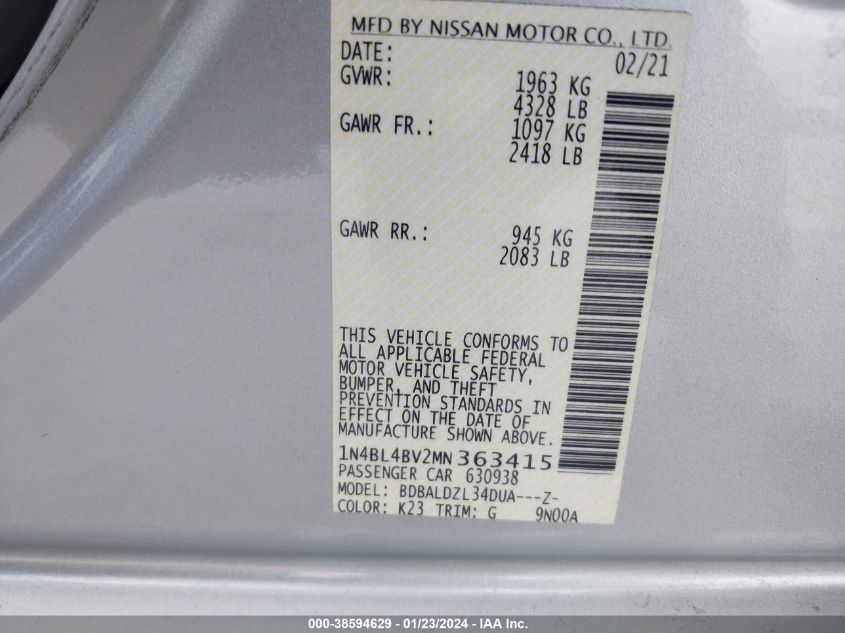 MFD BY NISSAN MOTOR CO., LTD.
DATE: 02/21
GVWR: 1963 KG
4328 LB
GAWR FR.: 1097 KG
2418 LB
GAWR RR.: 945 KG
2083 LB
THIS VEHICLE CONFORMS TO
ALL APPLICABLE FEDERAL
MOTOR VEHICLE SAFETY,
BUMPER, AND THEFT
PREVENTION STANDARDS IN
EFFECT ON THE DATE OF
MANUFACTURE SHOWN ABOVE.
1N4BL4BV2MN363415
PASSENGER CAR 630938
MODEL: BDBALDZL34DUA---Z-
COLOR: K23 TRIM: G 9N00A
000-38594629 - 01/23/2024 - IAA Inc.